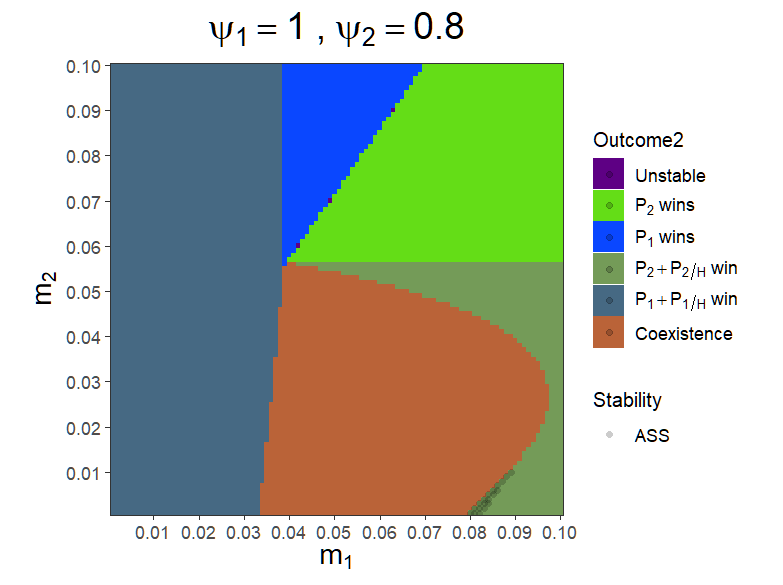 ψ₁ = 1 , ψ₂ = 0.8
0.10
0.09
0.08
0.07
0.06
0.05
0.04
0.03
0.02
0.01
m₂
0.01 0.02 0.03 0.04 0.05 0.06 0.07 0.08 0.09 0.10
m₁
Outcome2
Unstable
P₂ wins
P₁ wins
P₂+P₂/H win
P₁+P₁/H win
Coexistence
Stability
ASS